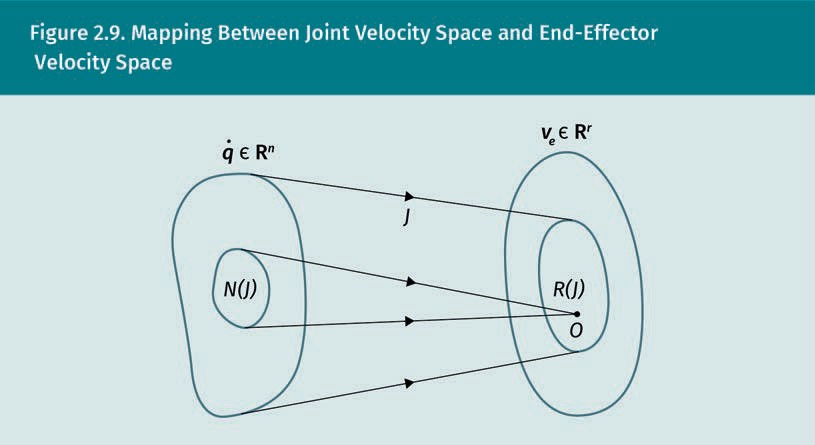 Figure 2.9. Mapping Between Joint Velocity Space and End-Effector
Velocity Space
q̇ ϵ Rⁿ
vₑ ϵ Rʳ
J
N(J)
R(J)
O